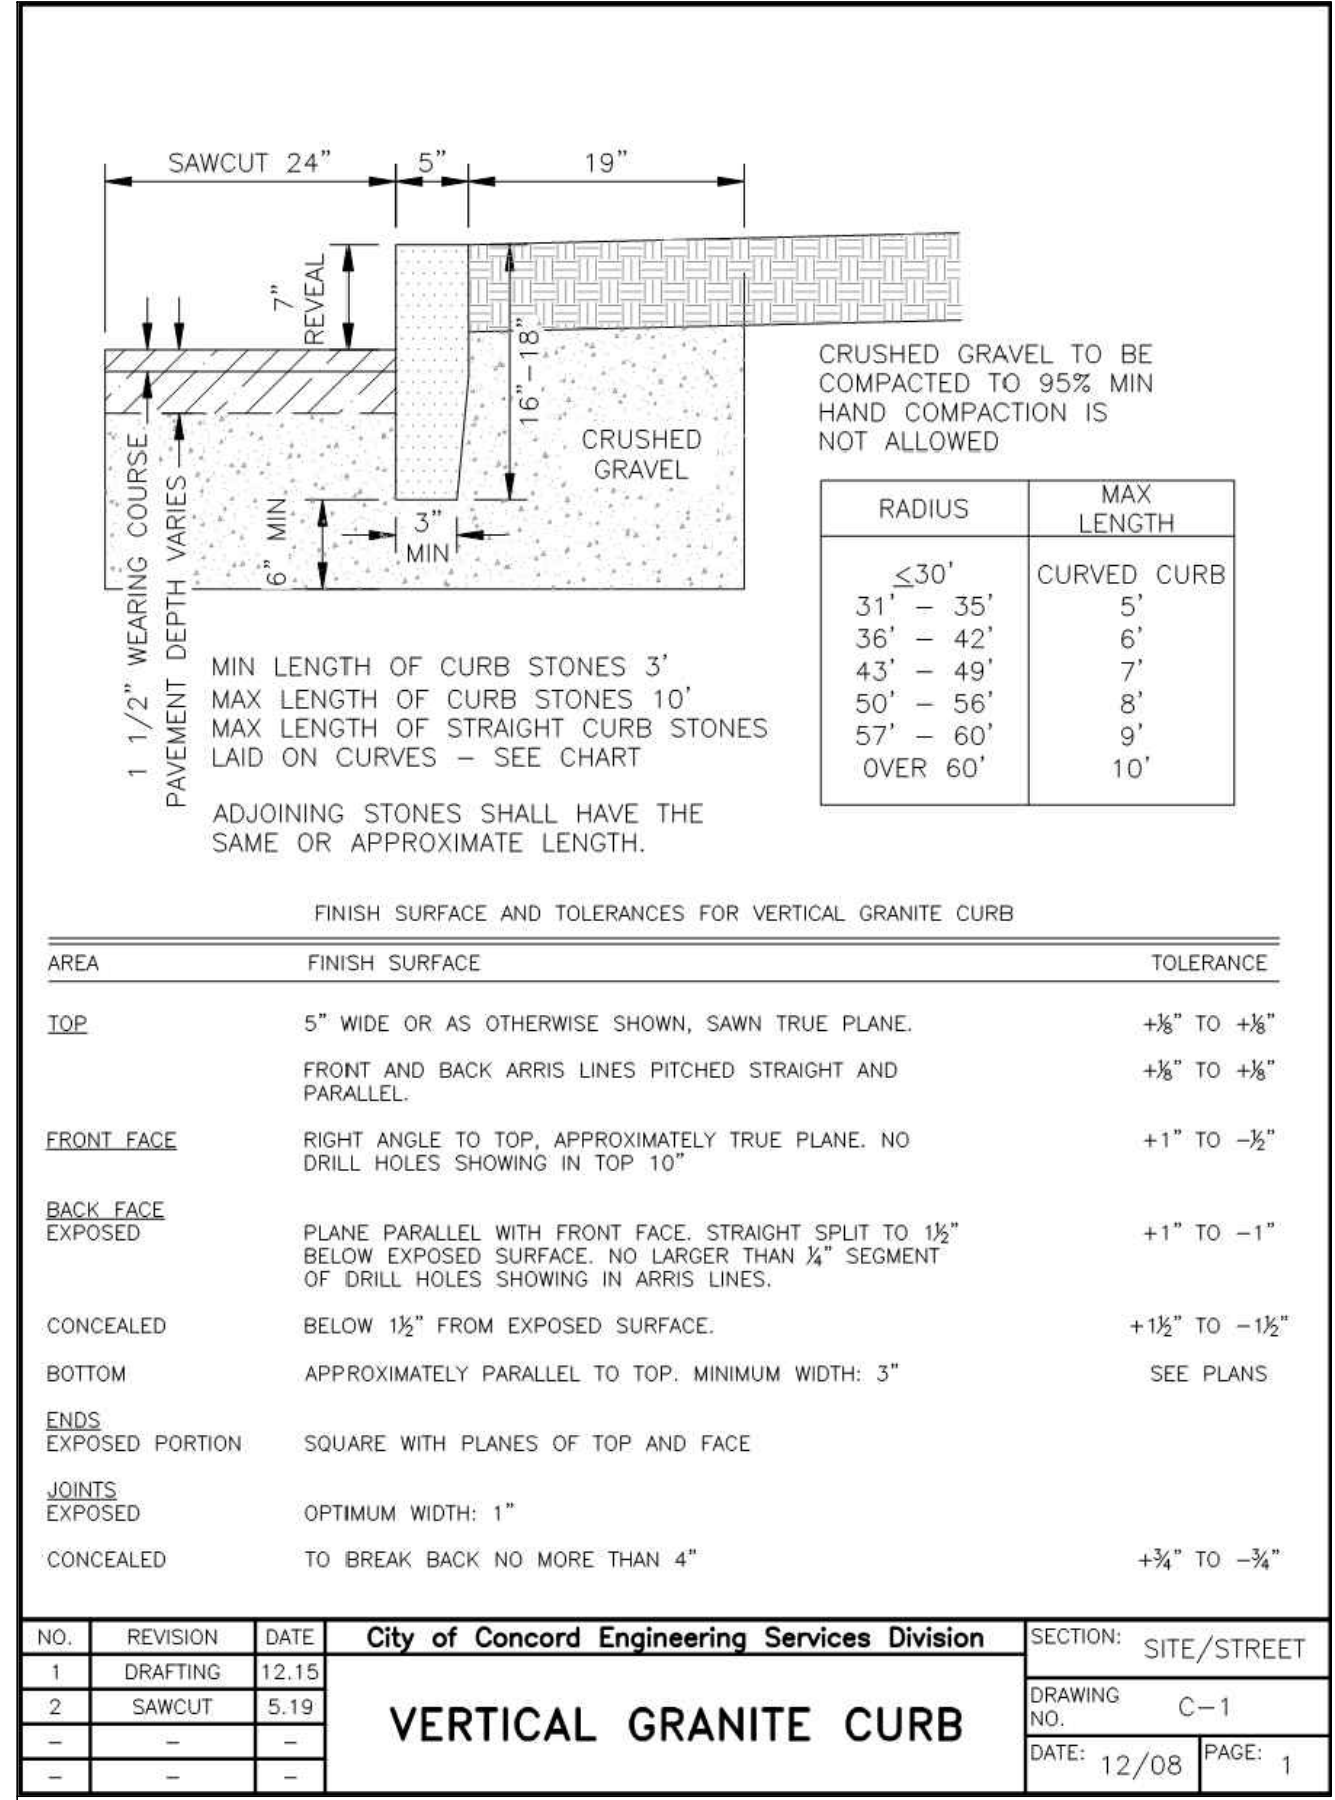 SAWCUT 24"
5"
19"
7"
REVEAL
16"-18"
CRUSHED
GRAVEL
6" MIN
3"
MIN
1 1/2" WEARING COURSE
PAVEMENT DEPTH VARIES
CRUSHED GRAVEL TO BE
COMPACTED TO 95% MIN
HAND COMPACTION IS
NOT ALLOWED
RADIUS MAX LENGTH
≤30' CURVED CURB
31' - 35' 5'
36' - 42' 6'
43' - 49' 7'
50' - 56' 8'
57' - 60' 9'
OVER 60' 10'
MIN LENGTH OF CURB STONES 3'
MAX LENGTH OF CURB STONES 10'
MAX LENGTH OF STRAIGHT CURB STONES
LAID ON CURVES - SEE CHART
ADJOINING STONES SHALL HAVE THE
SAME OR APPROXIMATE LENGTH.
FINISH SURFACE AND TOLERANCES FOR VERTICAL GRANITE CURB
AREA FINISH SURFACE TOLERANCE
TOP 5" WIDE OR AS OTHERWISE SHOWN, SAWN TRUE PLANE. +⅛" TO +⅛"
FRONT AND BACK ARRIS LINES PITCHED STRAIGHT AND +⅛" TO +⅛"
PARALLEL.
FRONT FACE RIGHT ANGLE TO TOP, APPROXIMATELY TRUE PLANE. NO +1" TO -½"
DRILL HOLES SHOWING IN TOP 10"
BACK FACE
EXPOSED PLANE PARALLEL WITH FRONT FACE. STRAIGHT SPLIT TO 1½" +1" TO -1"
BELOW EXPOSED SURFACE. NO LARGER THAN ¼" SEGMENT
OF DRILL HOLES SHOWING IN ARRIS LINES.
CONCEALED BELOW 1½" FROM EXPOSED SURFACE. +1½" TO -1½"
BOTTOM APPROXIMATELY PARALLEL TO TOP. MINIMUM WIDTH: 3" SEE PLANS
ENDS
EXPOSED PORTION SQUARE WITH PLANES OF TOP AND FACE
JOINTS
EXPOSED OPTIMUM WIDTH: 1"
CONCEALED TO BREAK BACK NO MORE THAN 4" +¾" TO -¾"
NO. REVISION DATE
1 DRAFTING 12.15
2 SAWCUT 5.19
- - -
- - -
City of Concord Engineering Services Division
VERTICAL GRANITE CURB
SECTION: SITE/STREET
DRAWING NO. C-1
DATE: 12/08 PAGE: 1